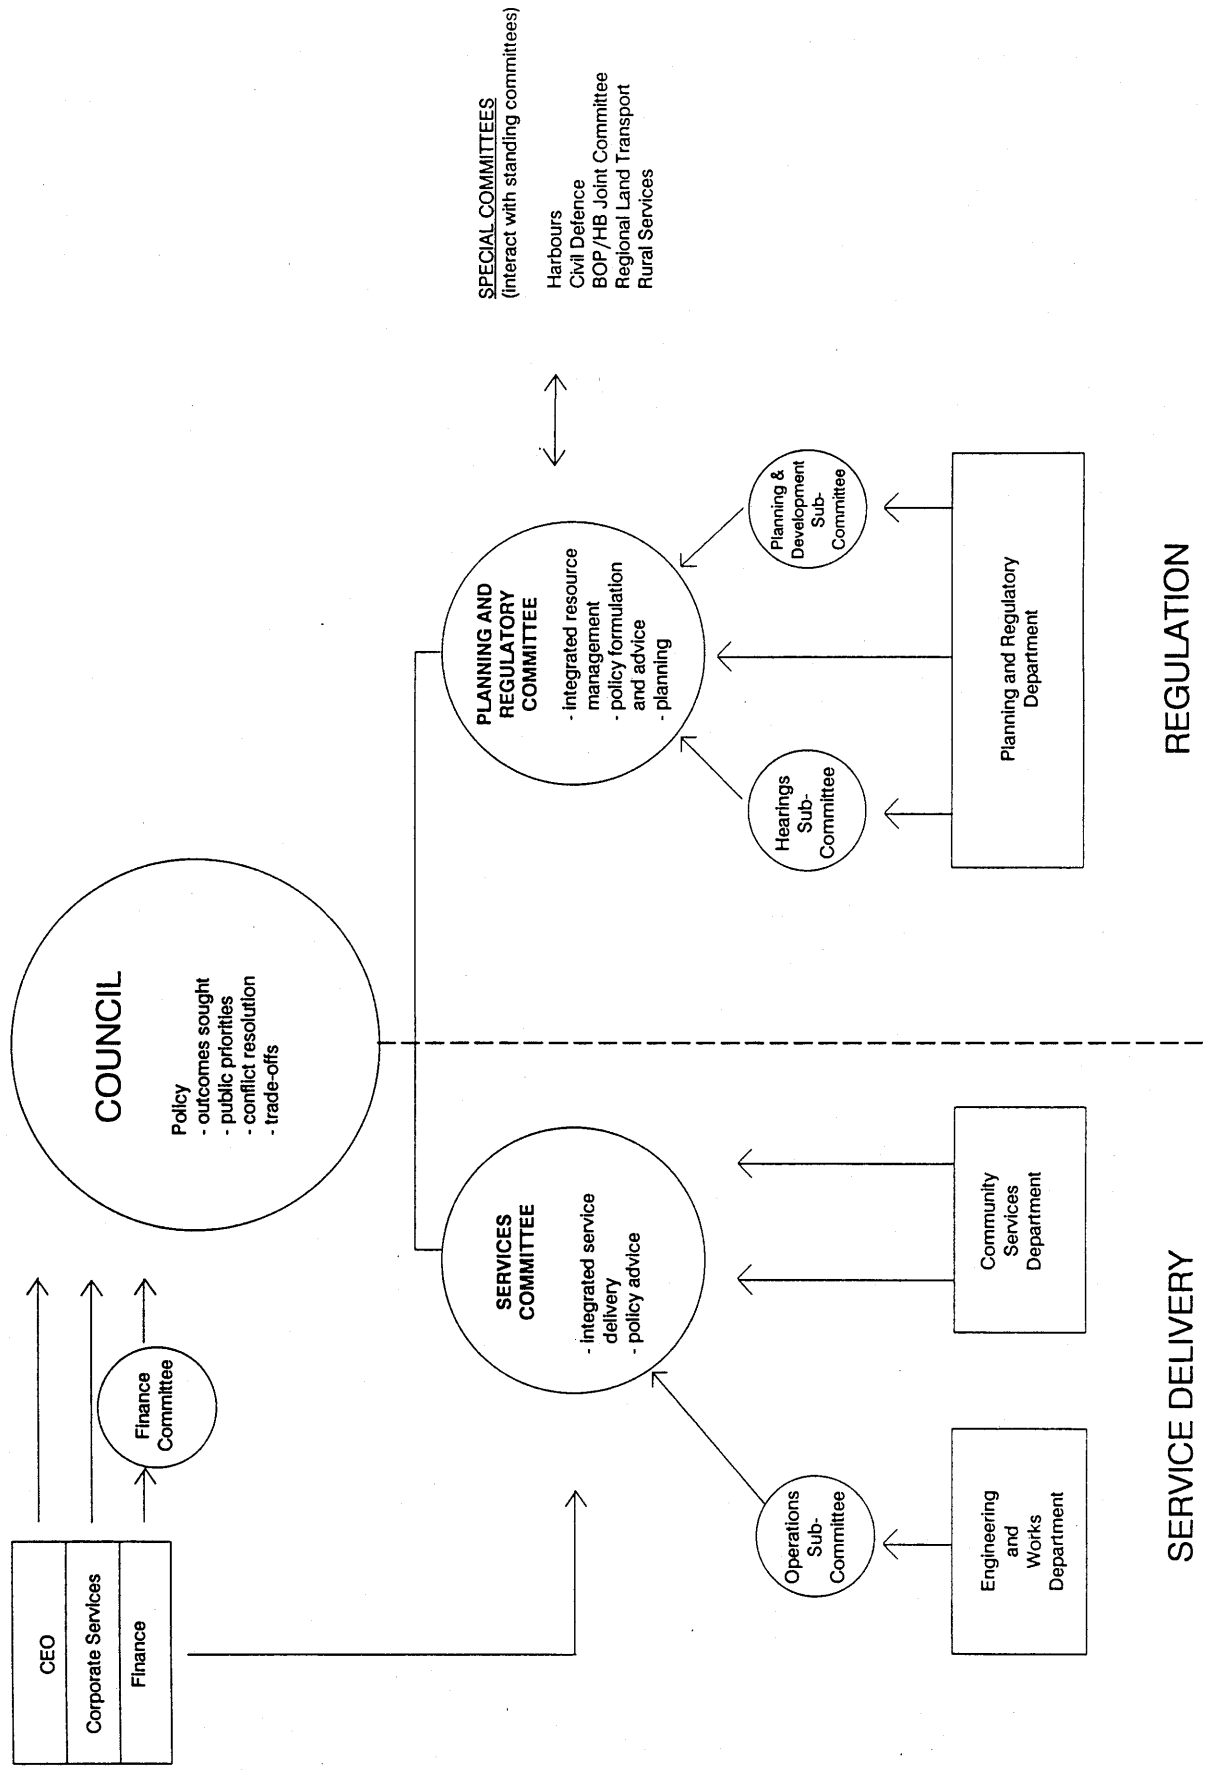 CEO
Corporate Services
Finance
Finance
Committee
COUNCIL
Policy
- outcomes sought
- public priorities
- conflict resolution
- trade-offs
SPECIAL COMMITTEES
(interact with standing committees)
Harbours
Civil Defence
BOP/HB Joint Committee
Regional Land Transport
Rural Services
SERVICES
COMMITTEE
- integrated service
delivery
- policy advice
PLANNING AND
REGULATORY
COMMITTEE
- integrated resource
management
- policy formulation
and advice
- planning
Operations
Sub-
Committee
Hearings
Sub-
Committee
Planning &
Development
Sub-
Committee
Engineering
and
Works
Department
Community
Services
Department
Planning and Regulatory
Department
SERVICE DELIVERY
REGULATION